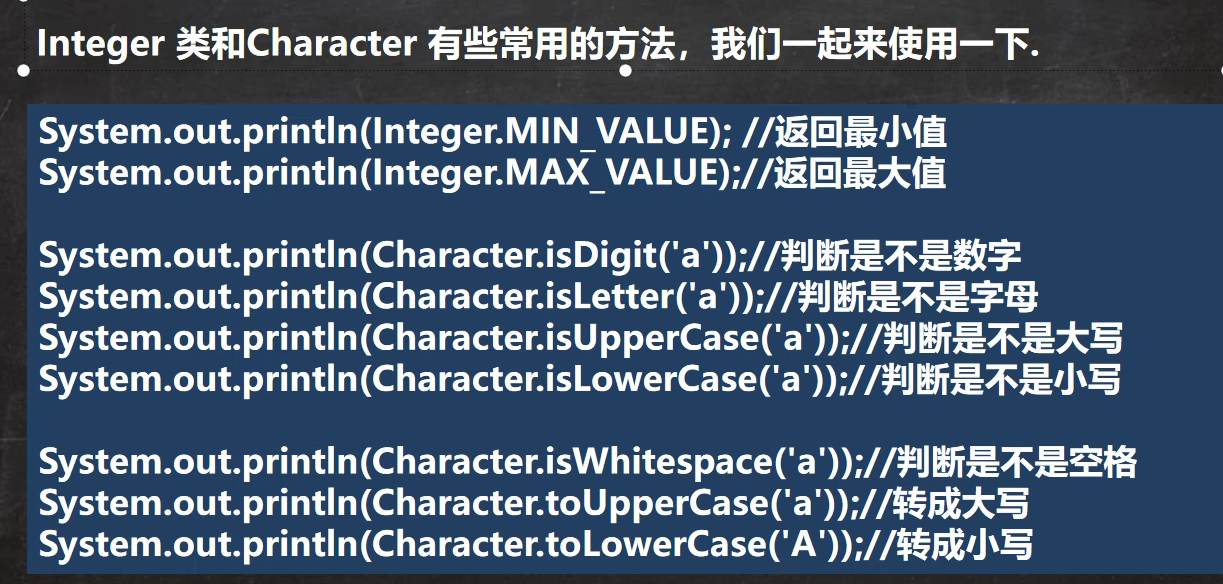 Integer 类和Character 有些常用的方法，我们一起来使用一下.
System.out.println(Integer.MIN_VALUE); //返回最小值
System.out.println(Integer.MAX_VALUE);//返回最大值
System.out.println(Character.isDigit('a'));//判断是不是数字
System.out.println(Character.isLetter('a'));//判断是不是字母
System.out.println(Character.isUpperCase('a'));//判断是不是大写
System.out.println(Character.isLowerCase('a'));//判断是不是小写
System.out.println(Character.isWhitespace('a'));//判断是不是空格
System.out.println(Character.toUpperCase('a'));//转成大写
System.out.println(Character.toLowerCase('A'));//转成小写